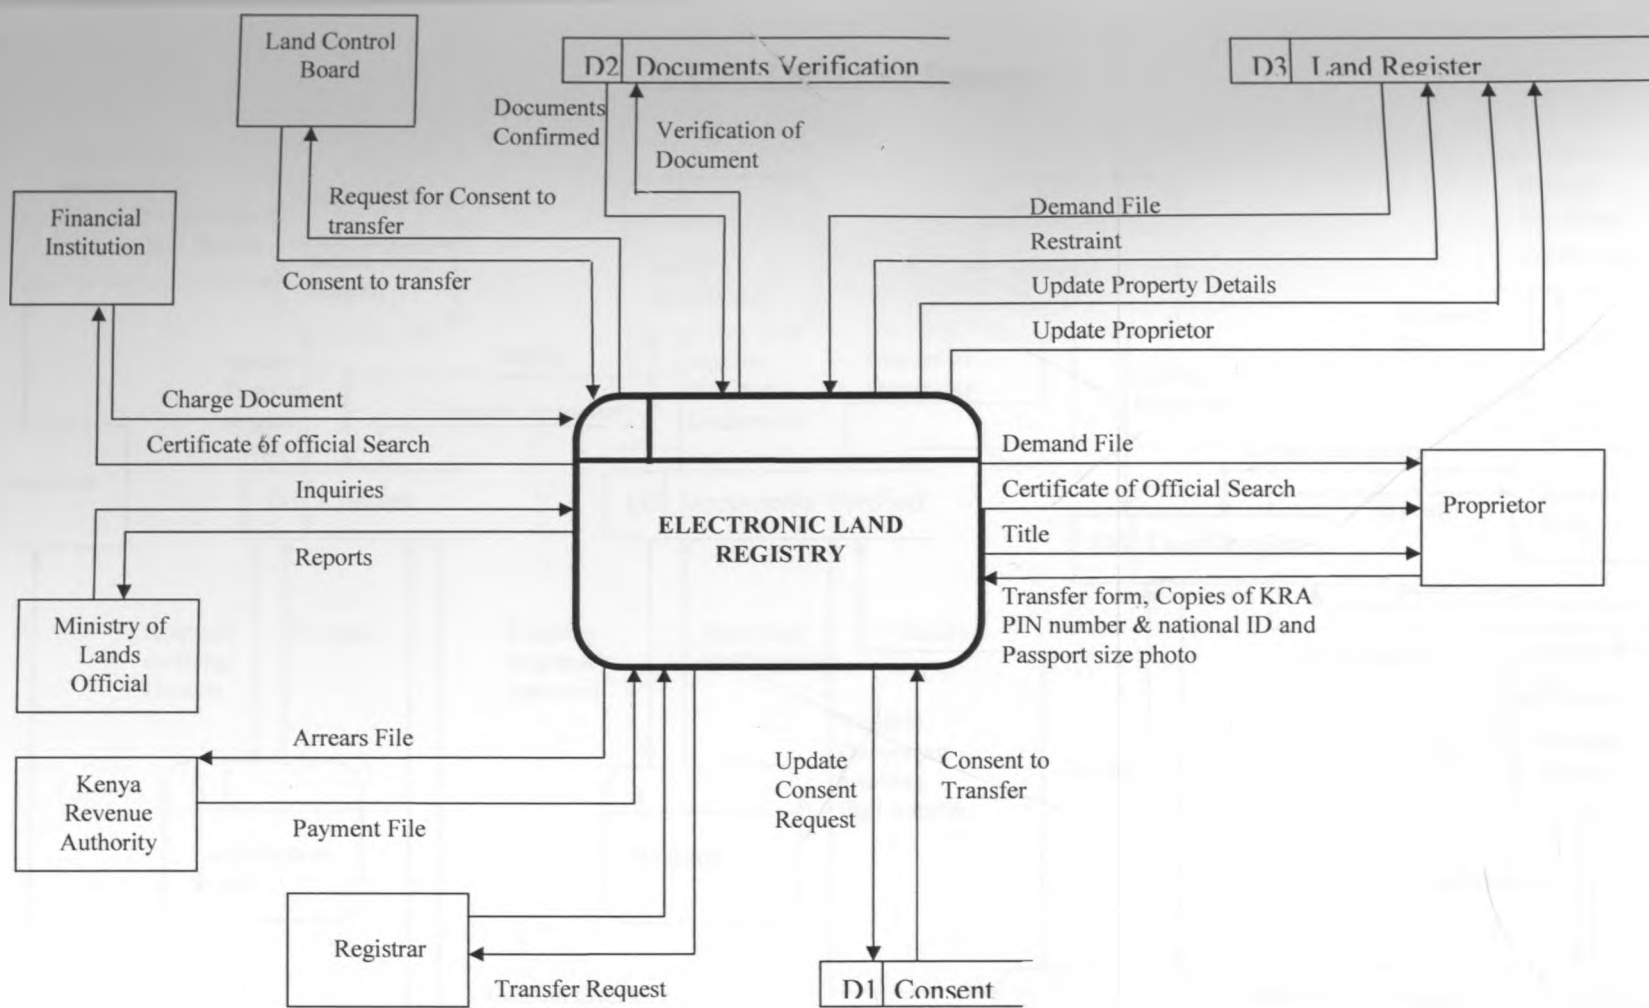 Land Control
Board
D2 Documents Verification
D3 Land Register
Documents
Confirmed
Verification of
Document
Request for Consent to
transfer
Consent to transfer
Financial
Institution
Demand File
Restraint
Update Property Details
Update Proprietor
Charge Document
Certificate of official Search
Inquiries
Reports
ELECTRONIC LAND
REGISTRY
Demand File
Certificate of Official Search
Title
Proprietor
Transfer form, Copies of KRA
PIN number & national ID and
Passport size photo
Ministry of
Lands
Official
Arrears File
Kenya
Revenue
Authority
Payment File
Update
Consent
Request
Consent to
Transfer
Registrar
Transfer Request
D1 Consent